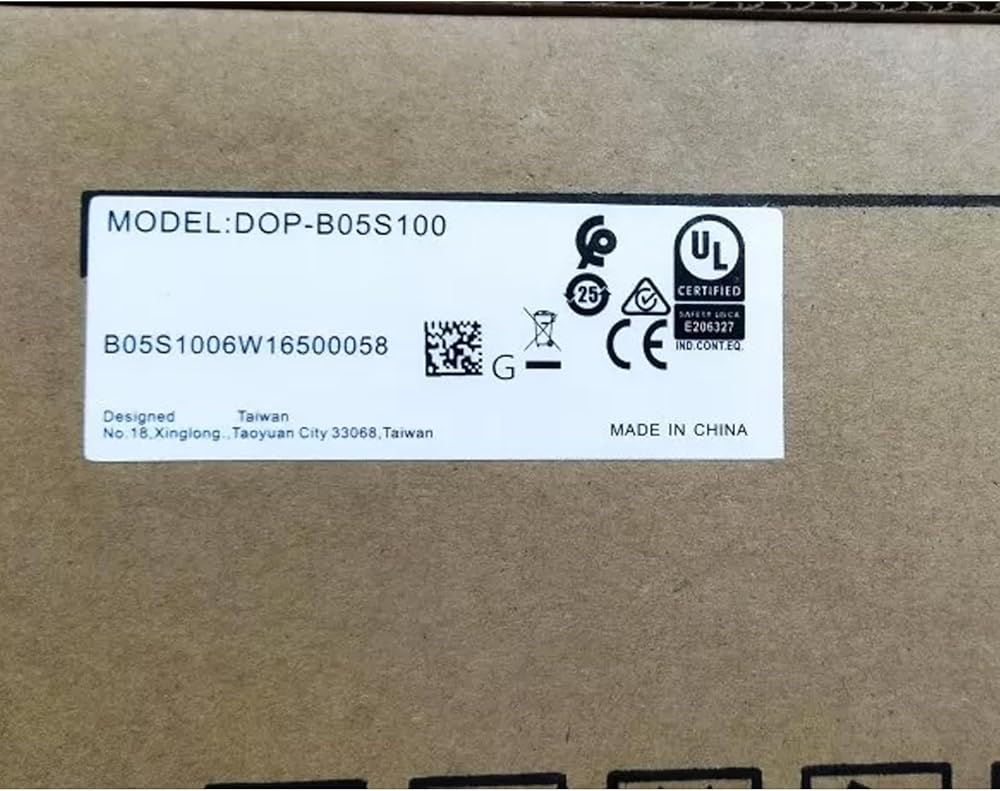 MODEL:DOP-B05S100
UL
CERTIFIED
25
E206327
IND.CONT.EQ.
B05S1006W16500058
G
CE
Designed Taiwan
No.18,Xinglong.,Taoyuan City 33068,Taiwan
MADE IN CHINA